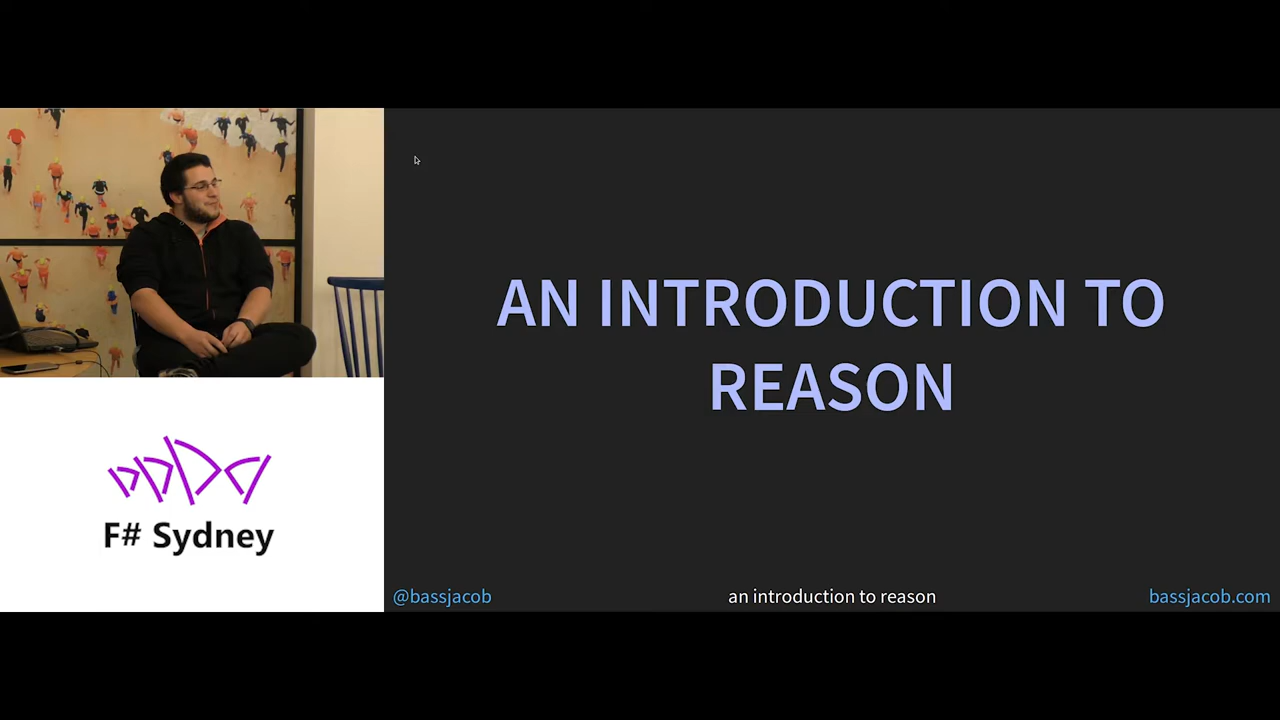 AN INTRODUCTION TO
REASON
F# Sydney
@bassjacob
an introduction to reason
bassjacob.com